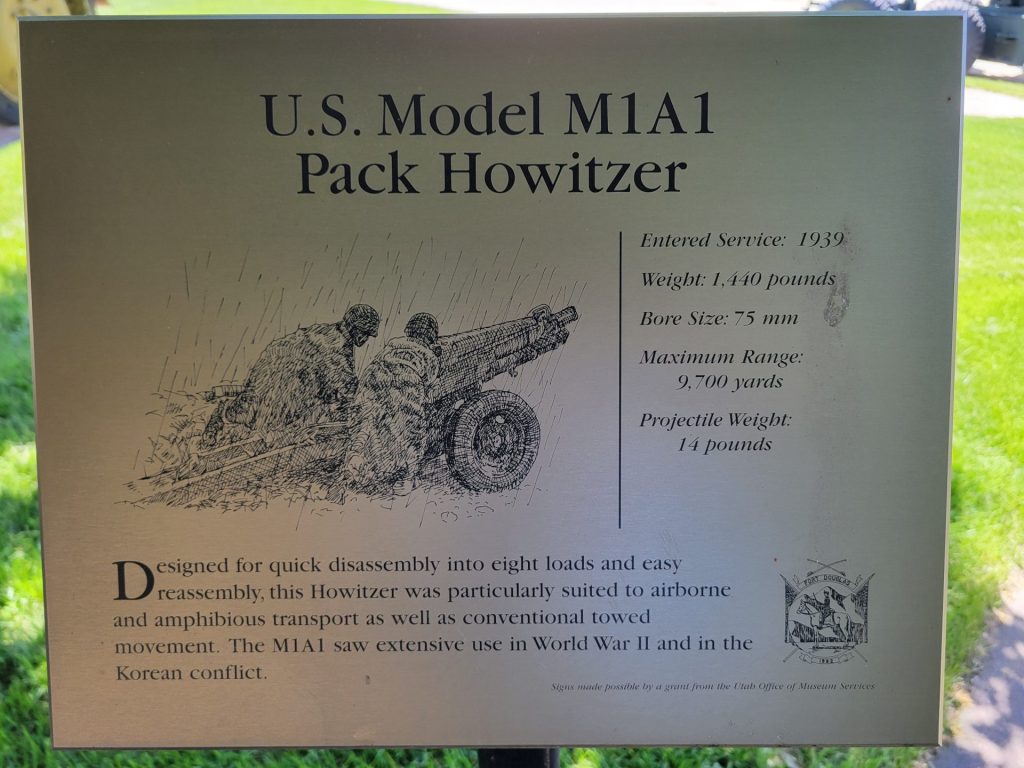 U.S. Model M1A1
Pack Howitzer
Entered Service: 1939
Weight: 1,440 pounds
Bore Size: 75 mm
Maximum Range:
9,700 yards
Projectile Weight:
14 pounds
Designed for quick disassembly into eight loads and easy
reassembly, this Howitzer was particularly suited to airborne
and amphibious transport as well as conventional towed
movement. The M1A1 saw extensive use in World War II and in the
Korean conflict.
FORT DOUGLAS
1862
Signs made possible by a grant from the Utah Office of Museum Services